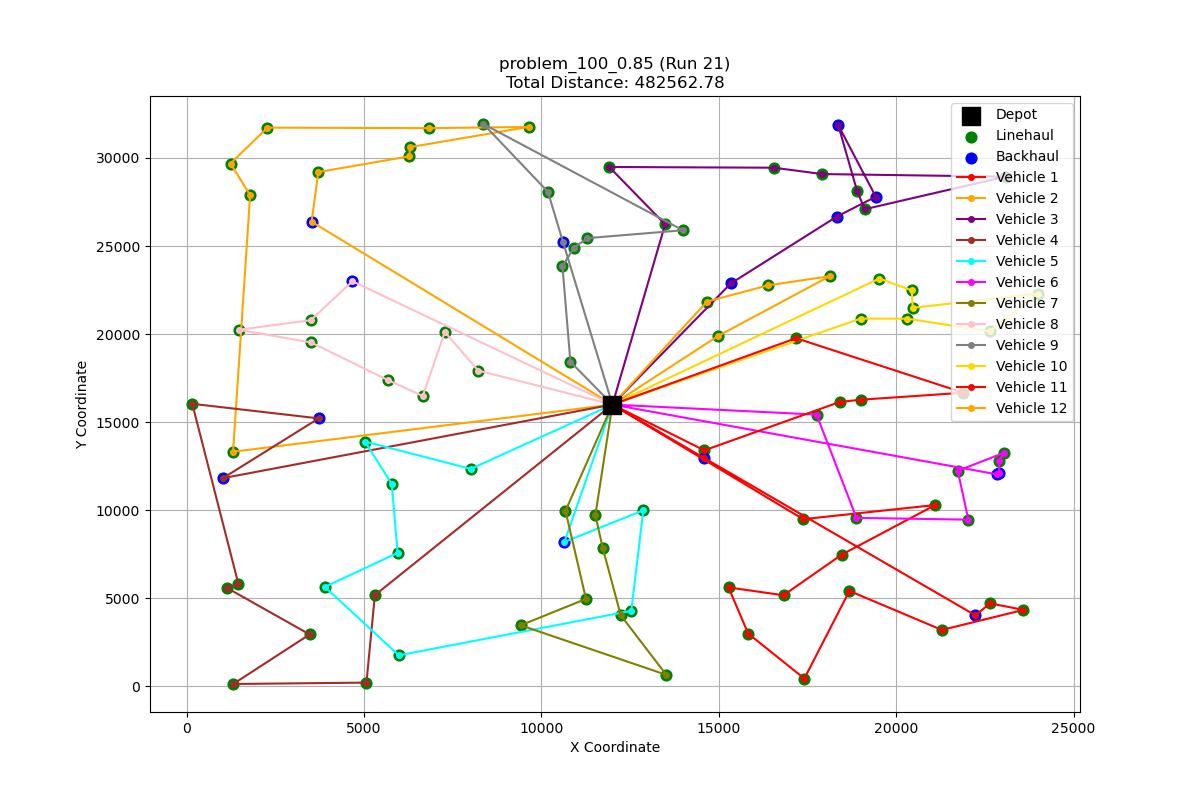 problem_100_0.85 (Run 21)
Total Distance: 482562.78
Depot
Linehaul
Backhaul
Vehicle 1
Vehicle 2
Vehicle 3
Vehicle 4
Vehicle 5
Vehicle 6
Vehicle 7
Vehicle 8
Vehicle 9
Vehicle 10
Vehicle 11
Vehicle 12
Y Coordinate
30000
25000
20000
15000
10000
5000
0
0 5000 10000 15000 20000 25000
X Coordinate